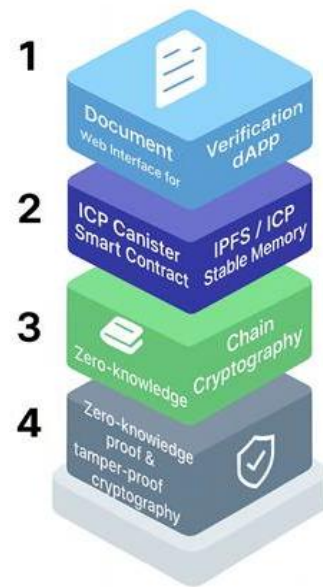 1
Document
Web Interface for
Verification
dApp
2
ICP Canister
Smart Contract
IPFS / ICP
Stable Memory
3
Zero-knowledge
Chain
Cryptography
4
Zero-knowledge
proof &
tamper-proof
cryptography